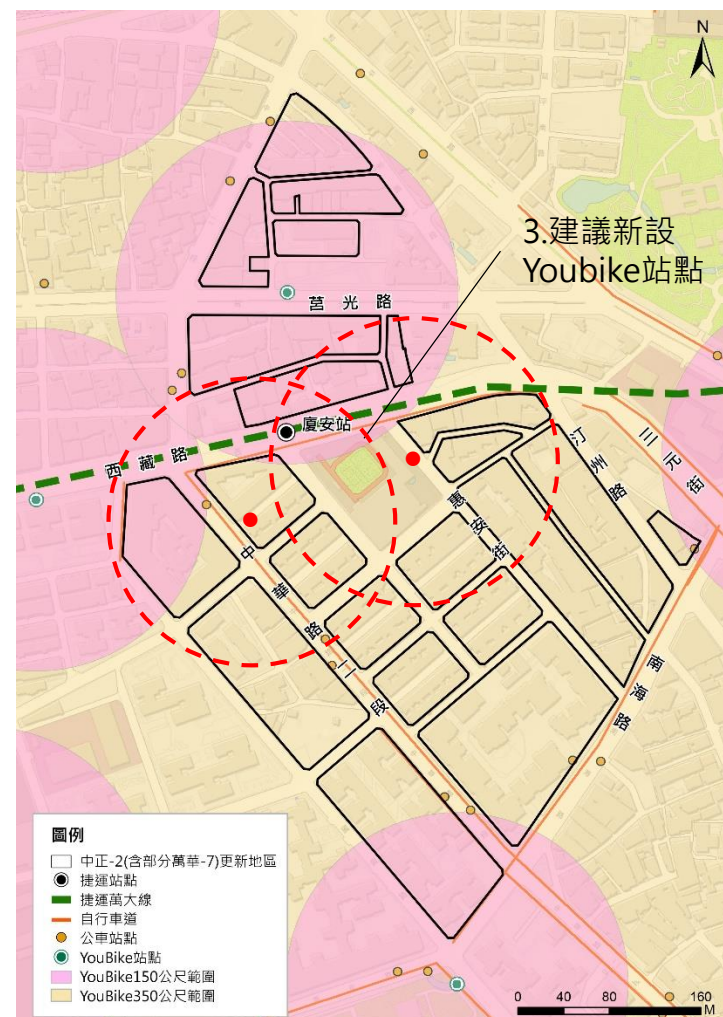 N
3.建議新設
Youbike站點
莒光路
廈安站
西藏路
汀州路
三元街
惠安街
中華路二段
南海路
圖例
中正-2(含部分萬華-7)更新地區
捷運站點
捷運萬大線
自行車道
公車站點
YouBike站點
YouBike150公尺範圍
YouBike350公尺範圍
0 40 80 160
M